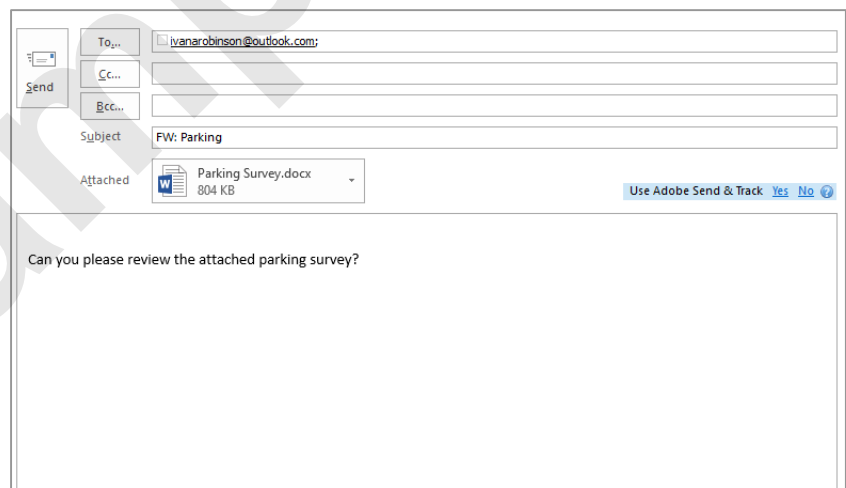 To...
ivanarobinson@outlook.com;
Cc...
Send
Bcc...
Subject
FW: Parking
Attached
Parking Survey.docx
804 KB
Use Adobe Send & Track Yes No ?
Can you please review the attached parking survey?